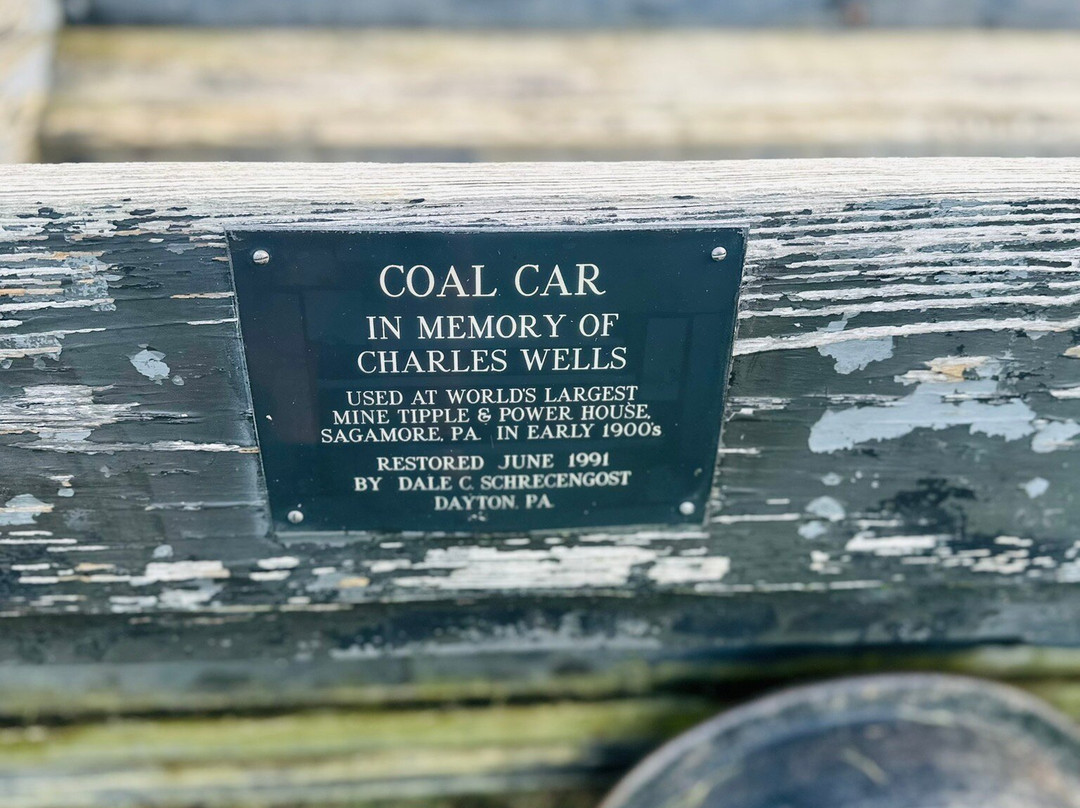 COAL CAR
IN MEMORY OF
CHARLES WELLS
USED AT WORLD'S LARGEST
MINE TIPPLE & POWER HOUSE,
SAGAMORE, PA. IN EARLY 1900's
RESTORED JUNE 1991
BY DALE C. SCHRECENGOST
DAYTON, PA.